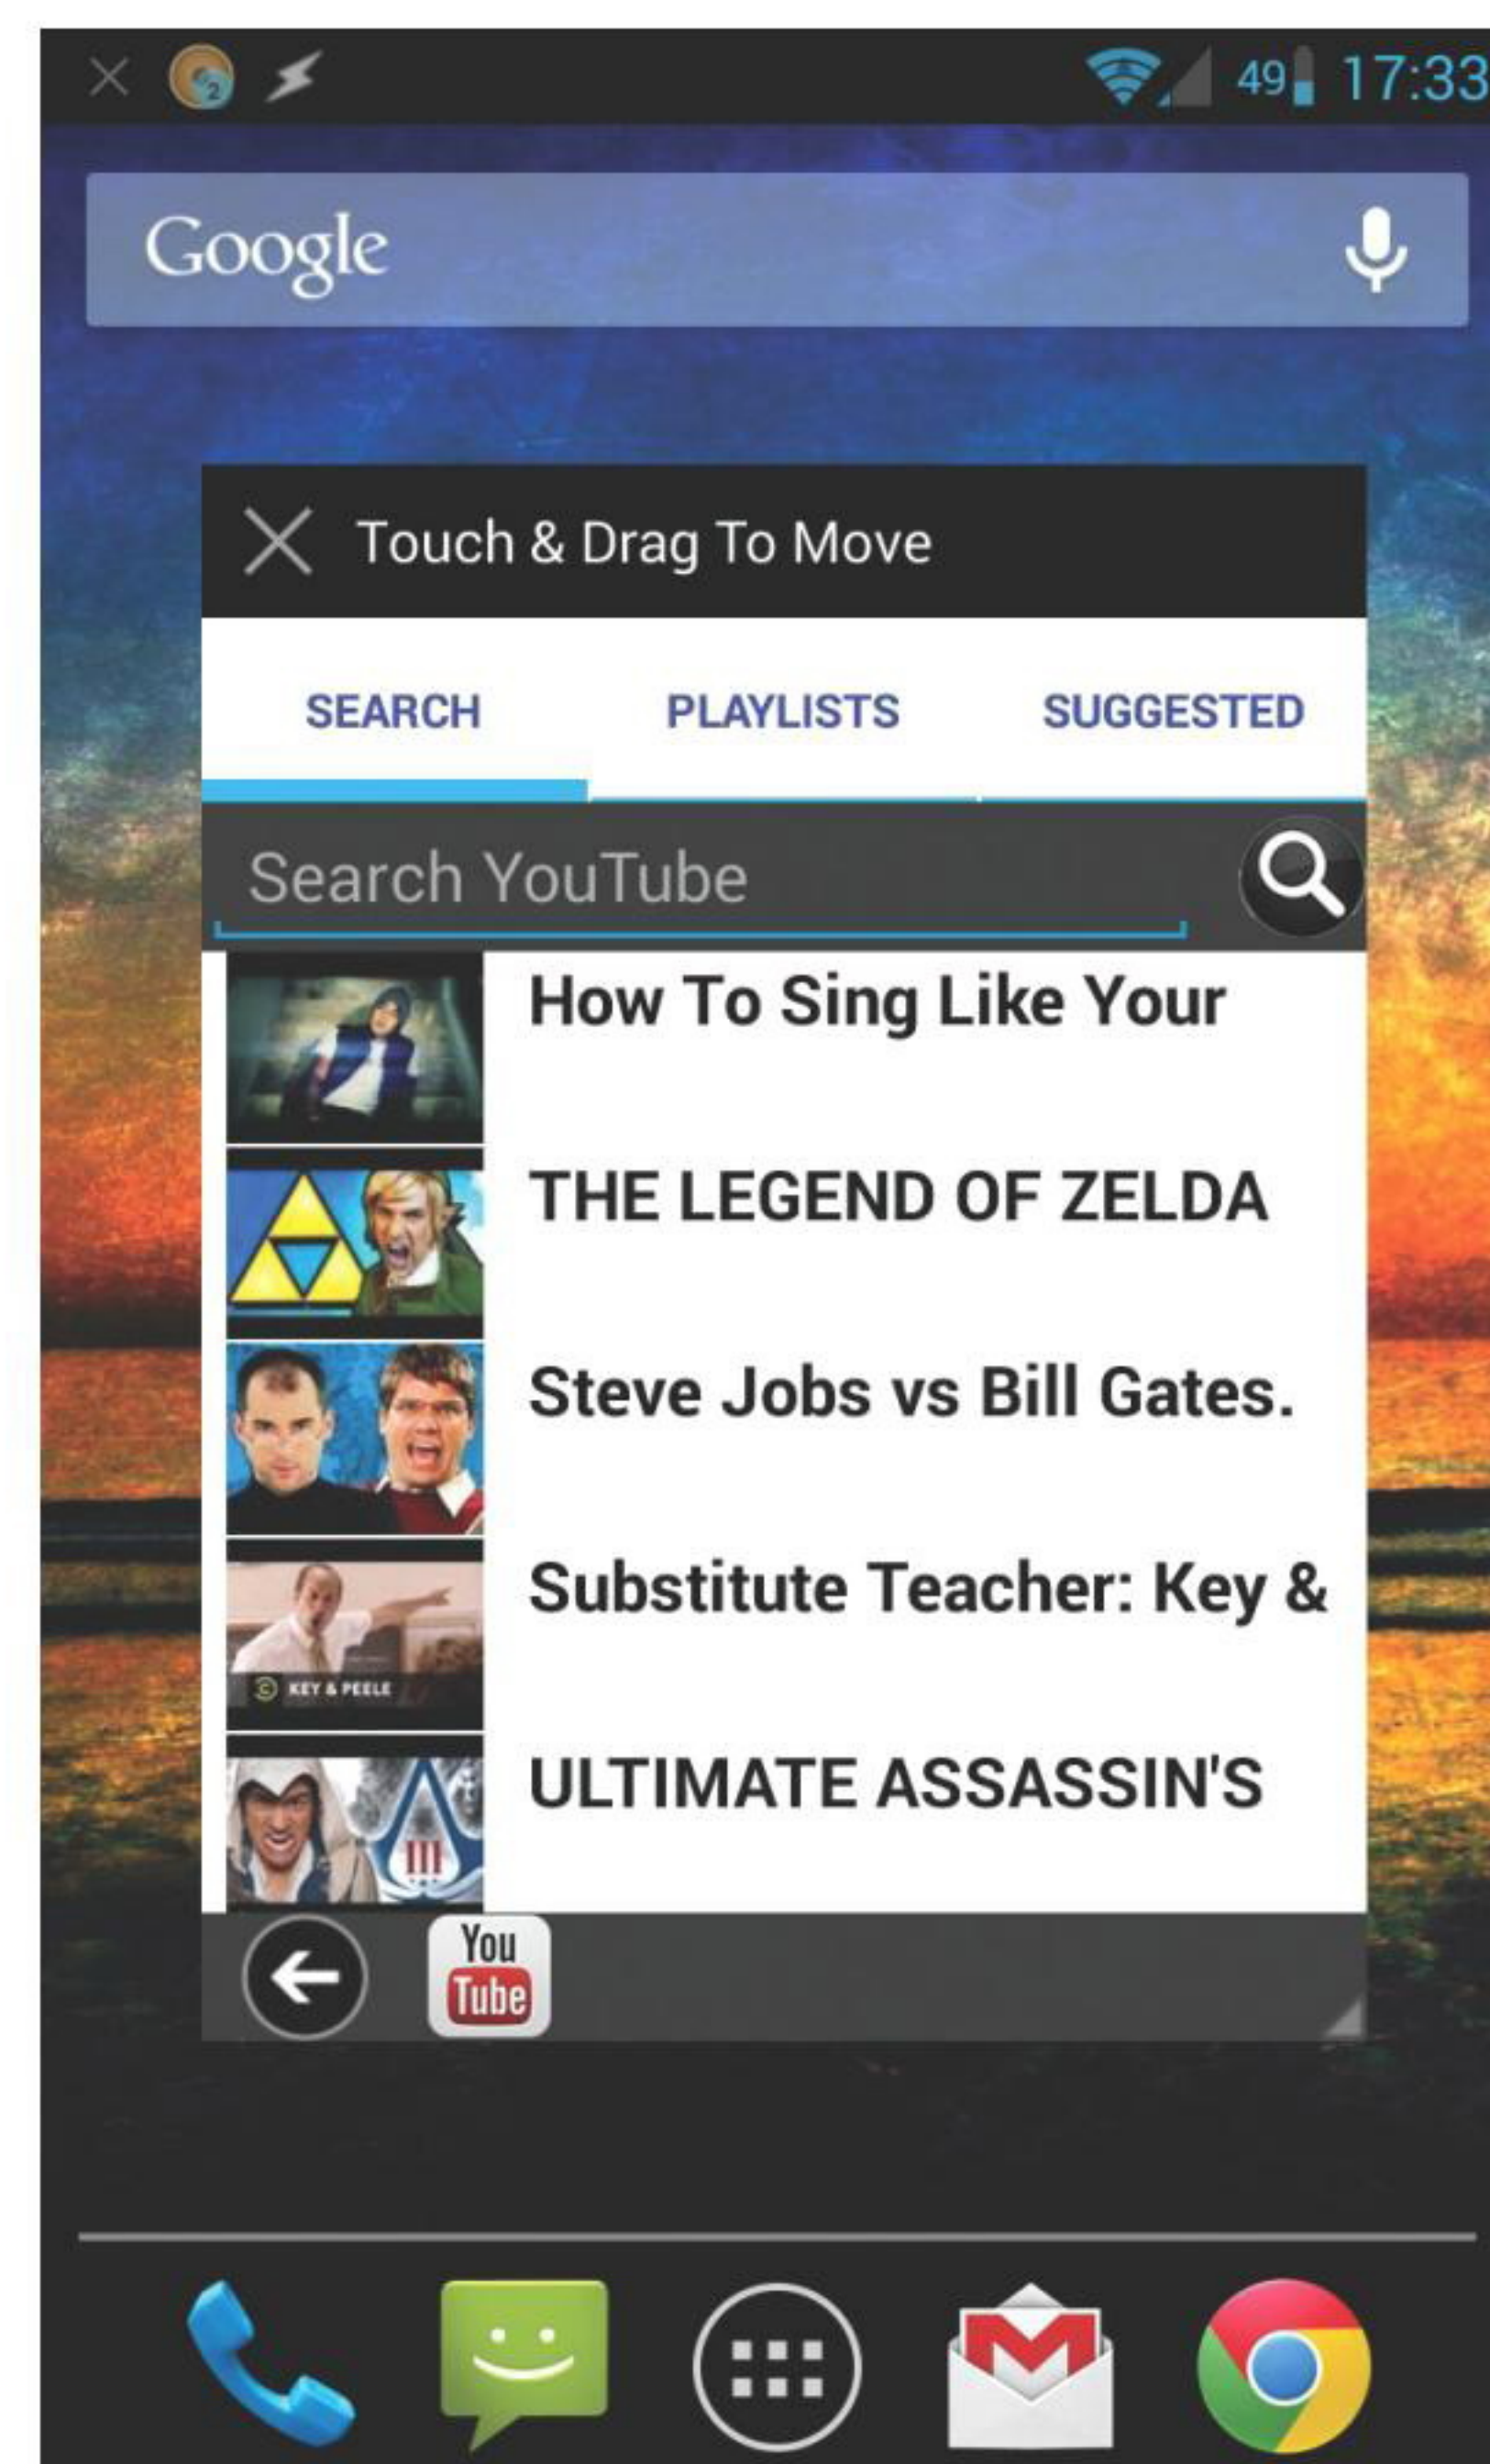 2
49 17:33
Google
Touch & Drag To Move
SEARCH PLAYLISTS SUGGESTED
Search YouTube
How To Sing Like Your
THE LEGEND OF ZELDA
Steve Jobs vs Bill Gates.
Substitute Teacher: Key &
KEY & PEELE
ULTIMATE ASSASSIN'S
III
You
Tube